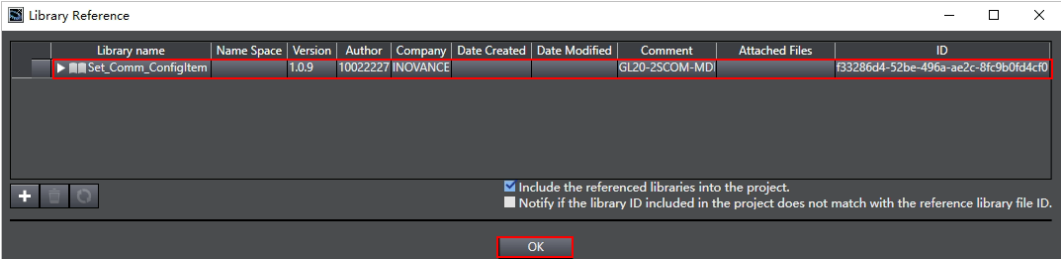 Library Reference
Library name Name Space Version Author Company Date Created Date Modified Comment Attached Files ID
Set_Comm_ConfigItem 1.0.9 10022227 INOVANCE GL20-2SCOM-MD f33286d4-52be-496a-ae2c-8fc9b0fd4cf0
Include the referenced libraries into the project.
Notify if the library ID included in the project does not match with the reference library file ID.
OK